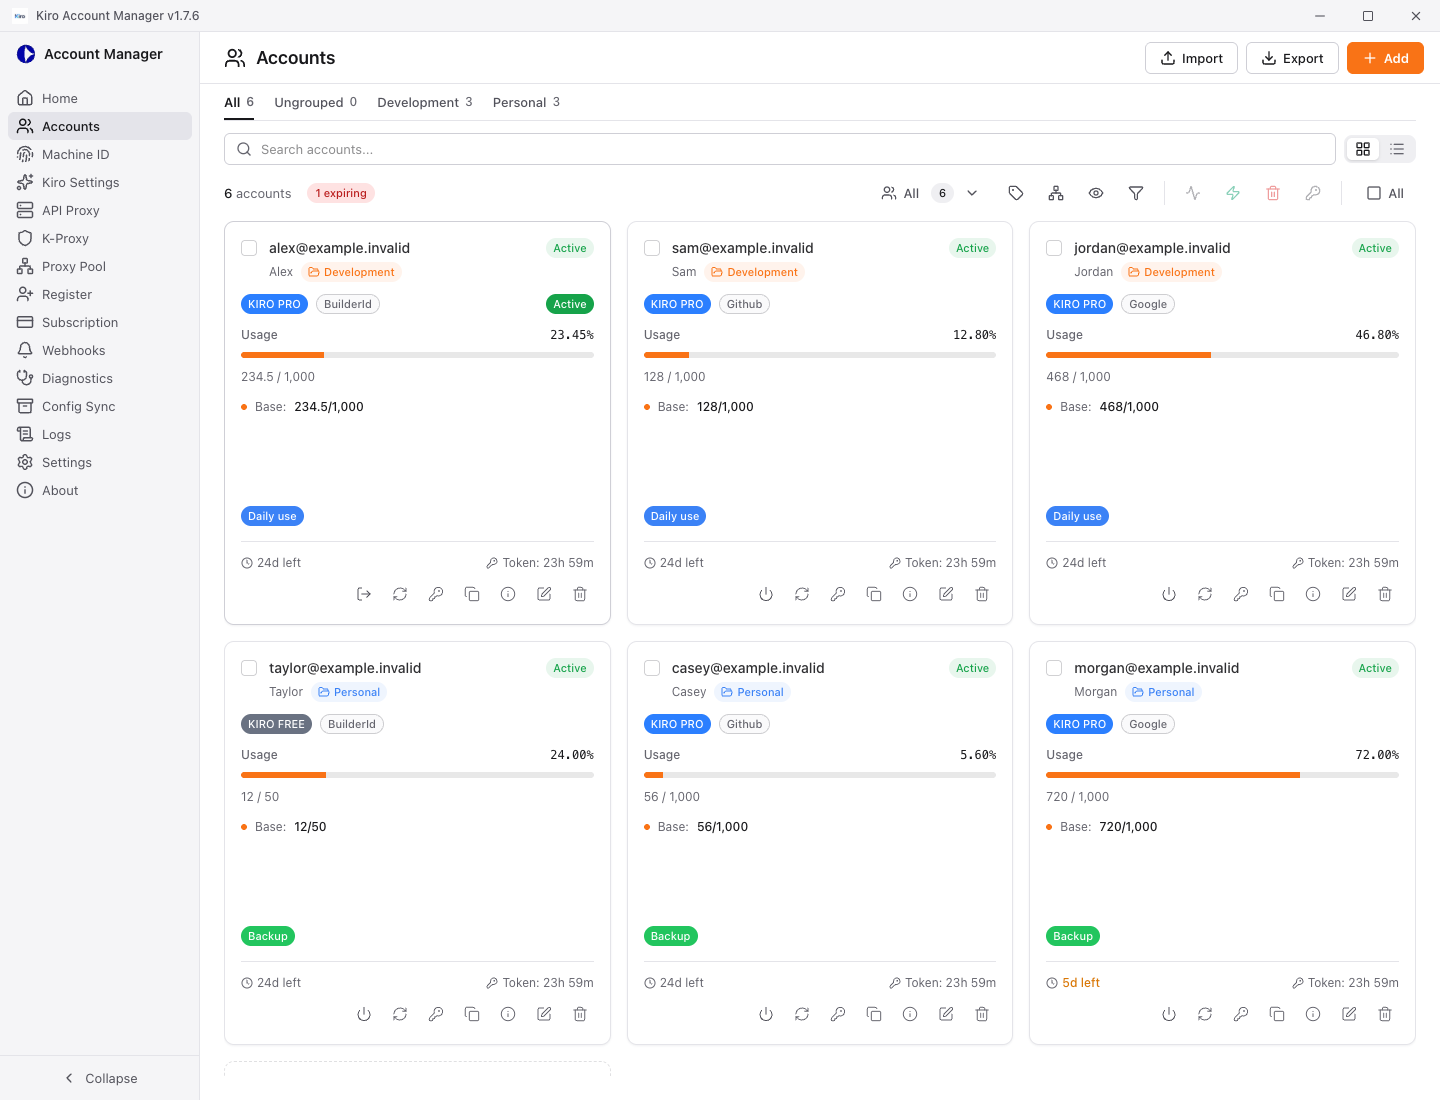 Kiro Account Manager v1.7.6
Account Manager
Home
Accounts
Machine ID
Kiro Settings
API Proxy
K-Proxy
Proxy Pool
Register
Subscription
Webhooks
Diagnostics
Config Sync
Logs
Settings
About
Collapse
Accounts
Import
Export
Add
All 6
Ungrouped 0
Development 3
Personal 3
Search accounts...
6 accounts
1 expiring
All 6
All
alex@example.invalid
Active
Alex
Development
KIRO PRO
BuilderId
Active
Usage
23.45%
234.5 / 1,000
Base: 234.5/1,000
Daily use
24d left
Token: 23h 59m
sam@example.invalid
Active
Sam
Development
KIRO PRO
Github
Usage
12.80%
128 / 1,000
Base: 128/1,000
Daily use
24d left
Token: 23h 59m
jordan@example.invalid
Active
Jordan
Development
KIRO PRO
Google
Usage
46.80%
468 / 1,000
Base: 468/1,000
Daily use
24d left
Token: 23h 59m
taylor@example.invalid
Active
Taylor
Personal
KIRO FREE
BuilderId
Usage
24.00%
12 / 50
Base: 12/50
Backup
24d left
Token: 23h 59m
casey@example.invalid
Active
Casey
Personal
KIRO PRO
Github
Usage
5.60%
56 / 1,000
Base: 56/1,000
Backup
24d left
Token: 23h 59m
morgan@example.invalid
Active
Morgan
Personal
KIRO PRO
Google
Usage
72.00%
720 / 1,000
Base: 720/1,000
Backup
5d left
Token: 23h 59m